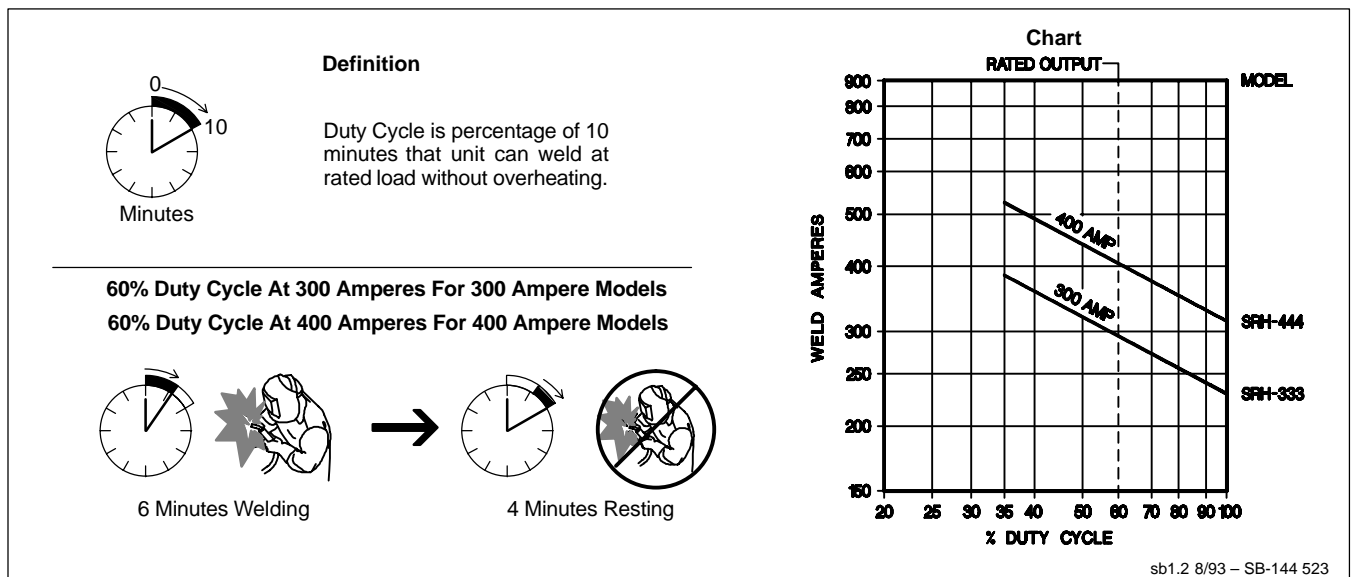 Definition
0
10
Minutes
Duty Cycle is percentage of 10
minutes that unit can weld at
rated load without overheating.
60% Duty Cycle At 300 Amperes For 300 Ampere Models
60% Duty Cycle At 400 Amperes For 400 Ampere Models
6 Minutes Welding
4 Minutes Resting
Chart
RATED OUTPUT
MODEL
900
800
700
600
500
400
300
250
200
150
WELD AMPERES
400 AMP
300 AMP
SRH-444
SRH-333
20 25 30 35 40 50 60 70 80 90 100
% DUTY CYCLE
sb1.2 8/93 – SB-144 523